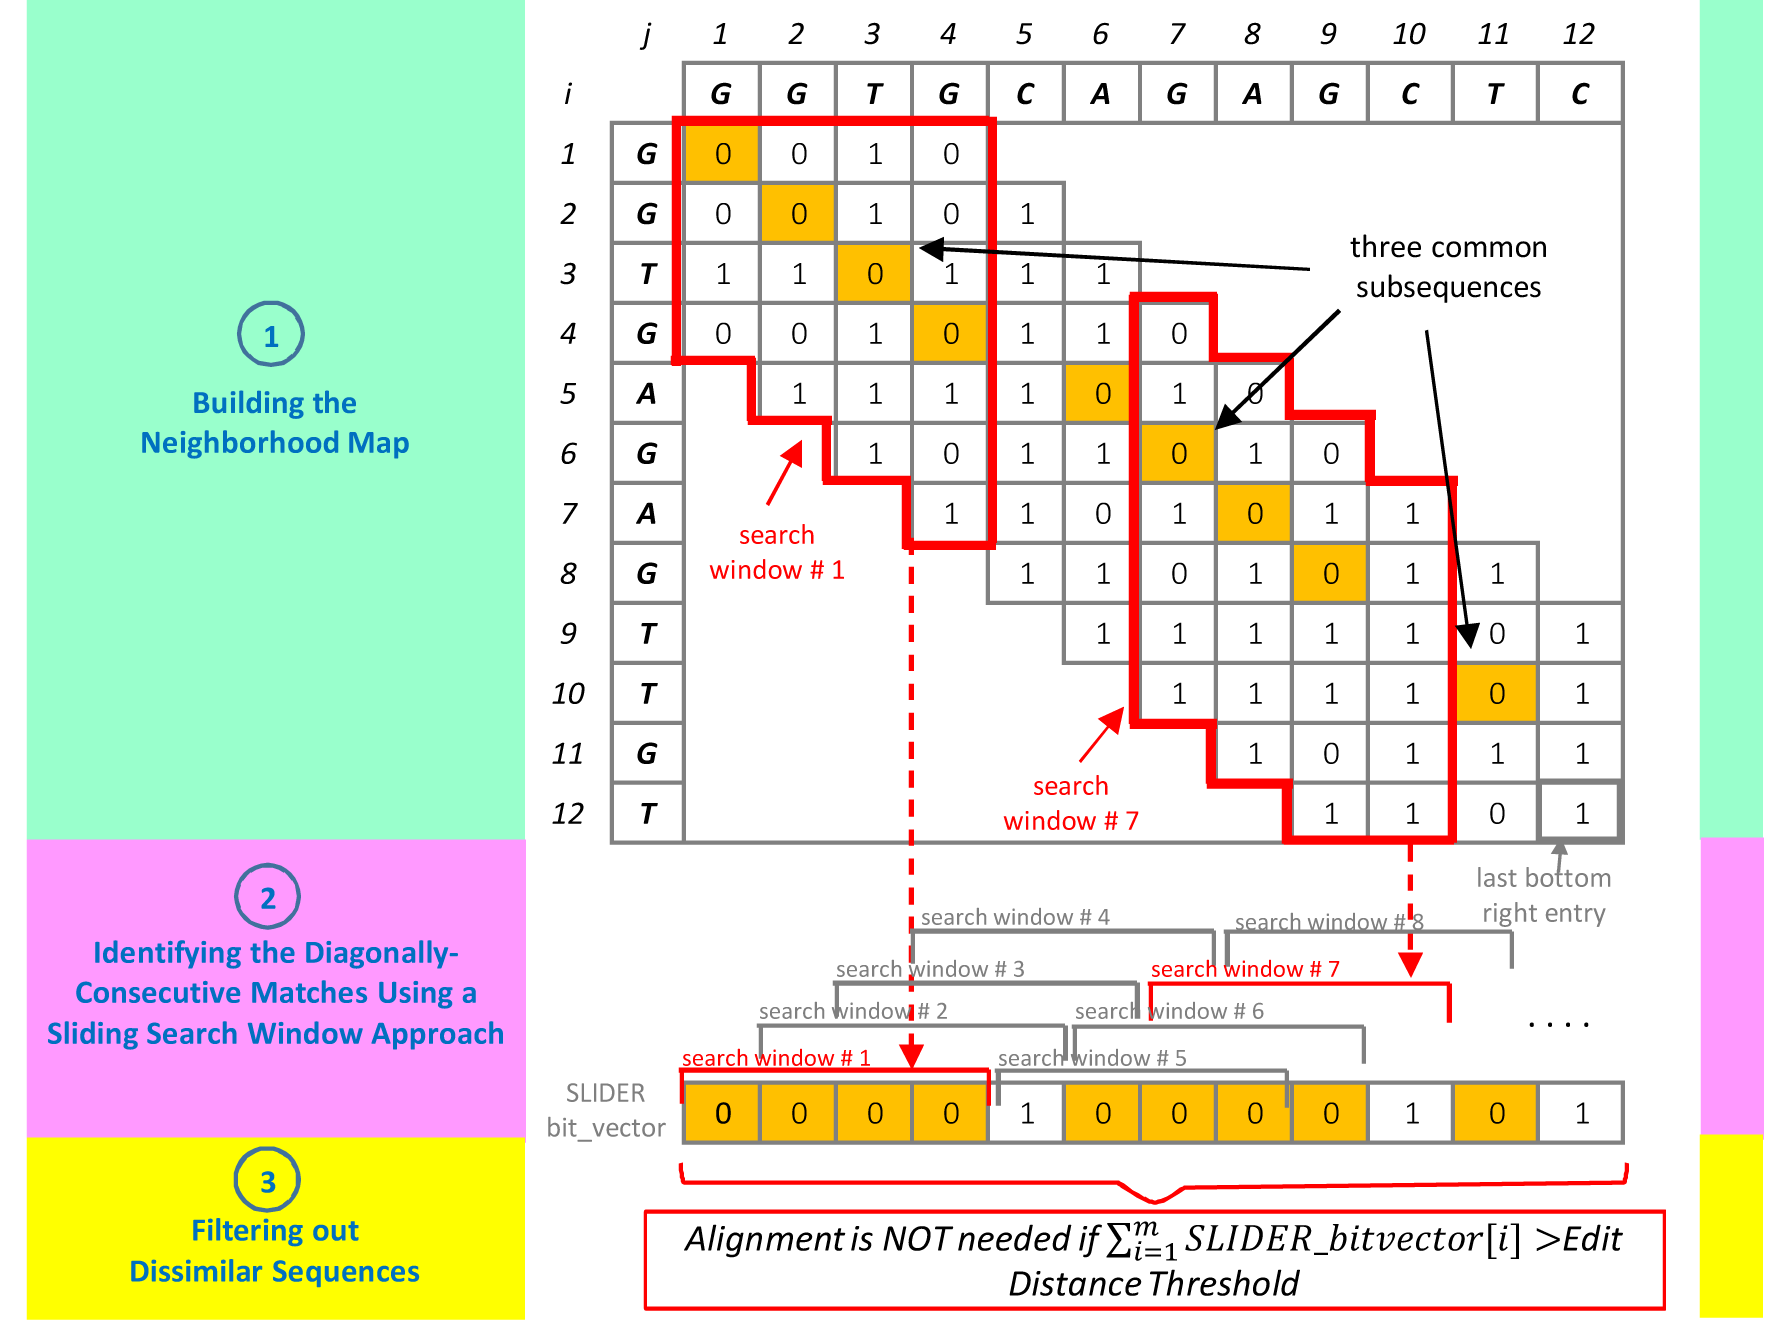 j 1 2 3 4 5 6 7 8 9 10 11 12
i G G T G C A G A G C T C
1 G 0 0 1 0
2 G 0 0 1 0 1
3 T 1 1 0 1 1 1
4 G 0 0 1 0 1 1 0
5 A 1 1 1 1 0 1 0
6 G 1 0 1 1 0 1 0
7 A 1 1 0 1 0 1 1
8 G 1 1 0 1 0 1 1
9 T 1 1 1 1 1 0 1
10 T 1 1 1 1 0 1
11 G 1 0 1 1 1
12 T 1 1 0 1
three common
subsequences
search
window # 1
search
window # 7
last bottom
right entry
1
Building the
Neighborhood Map
2
Identifying the Diagonally-
Consecutive Matches Using a
Sliding Search Window Approach
search window # 4
search window # 8
search window # 3
search window # 7
search window # 2
search window # 6
. . . .
search window # 1
search window # 5
SLIDER
bit_vector
0 0 0 0 1 0 0 0 0 1 0 1
3
Filtering out
Dissimilar Sequences
Alignment is NOT needed if ∑ᵐᵢ₌₁ SLIDER_bitvector[i] >Edit
Distance Threshold